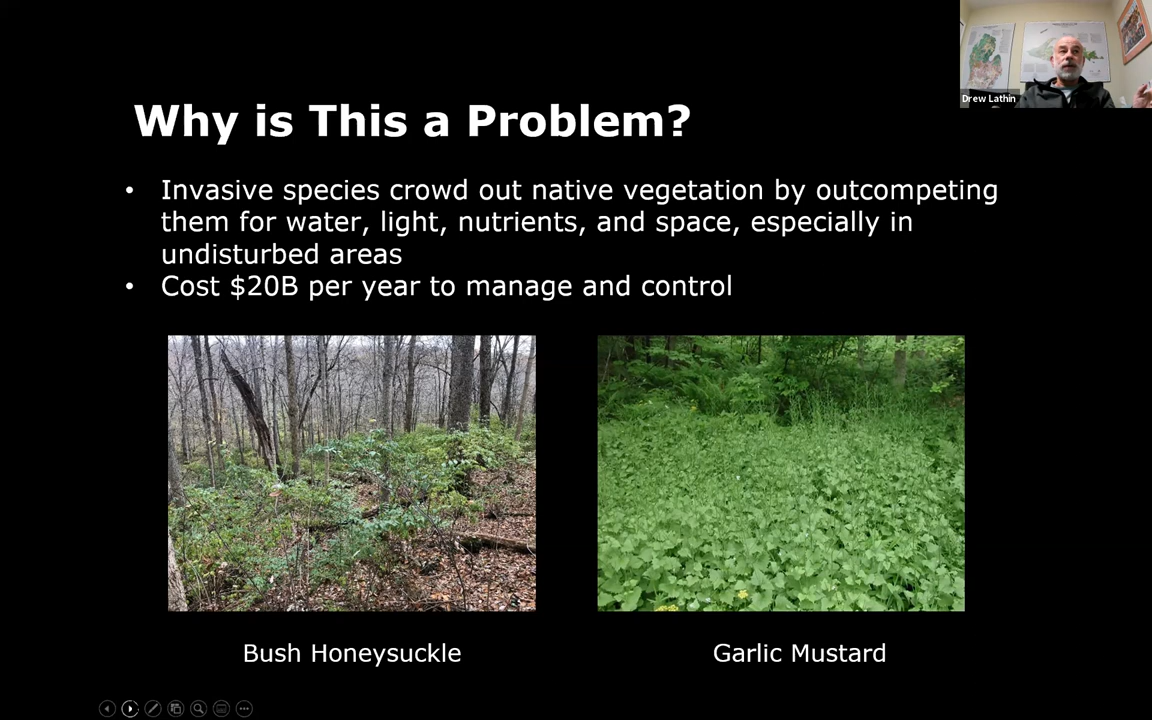 Drew Lathin
Why is This a Problem?
• Invasive species crowd out native vegetation by outcompeting
them for water, light, nutrients, and space, especially in
undisturbed areas
• Cost $20B per year to manage and control
Bush Honeysuckle
Garlic Mustard